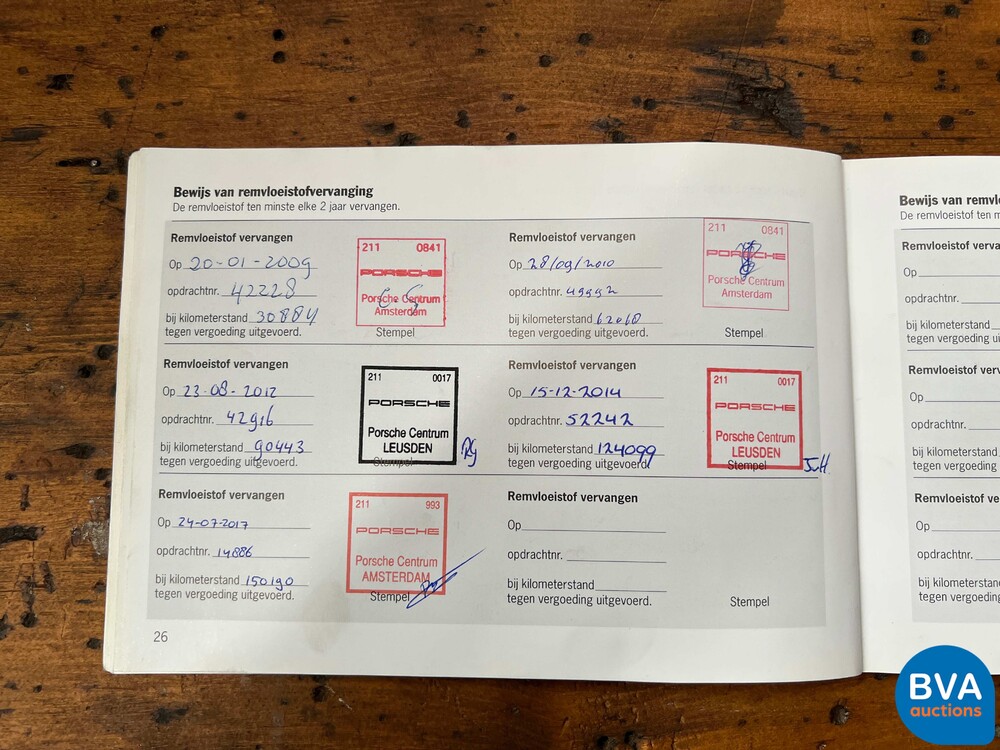 Bewijs van remvloeistofvervanging
De remvloeistof ten minste elke 2 jaar vervangen.
Remvloeistof vervangen
Op 20-01-2009
opdrachtnr. 42228
bij kilometerstand 30884
tegen vergoeding uitgevoerd.
211 0841
PORSCHE
Porsche Centrum
Amsterdam
Stempel
Remvloeistof vervangen
Op 28/09/2010
opdrachtnr. 49992
bij kilometerstand 62068
tegen vergoeding uitgevoerd.
211 0841
PORSCHE
Porsche Centrum
Amsterdam
Stempel
Remvloeistof vervangen
Op 23-08-2012
opdrachtnr. 42916
bij kilometerstand 90443
tegen vergoeding uitgevoerd.
211 0017
PORSCHE
Porsche Centrum
LEUSDEN
Stempel
Remvloeistof vervangen
Op 15-12-2014
opdrachtnr. 52242
bij kilometerstand 124099
tegen vergoeding uitgevoerd.
211 0017
PORSCHE
Porsche Centrum
LEUSDEN
Stempel
Remvloeistof vervangen
Op 24-07-2017
opdrachtnr. 14886
bij kilometerstand 150190
tegen vergoeding uitgevoerd.
211 993
PORSCHE
Porsche Centrum
AMSTERDAM
Stempel
Remvloeistof vervangen
Op
opdrachtnr.
bij kilometerstand
tegen vergoeding uitgevoerd.
Stempel
26
Bewijs van remvlo
De remvloeistof ten m
Remvloeistof verva
Op
opdrachtnr.
bij kilometerstand
tegen vergoeding ui
Remvloeistof verv
Op
opdrachtnr.
bij kilometerstand
tegen vergoeding u
Remvloeistof ve
Op
opdrachtnr.
bij kilometerstand
tegen vergoeding
BVA
auctions